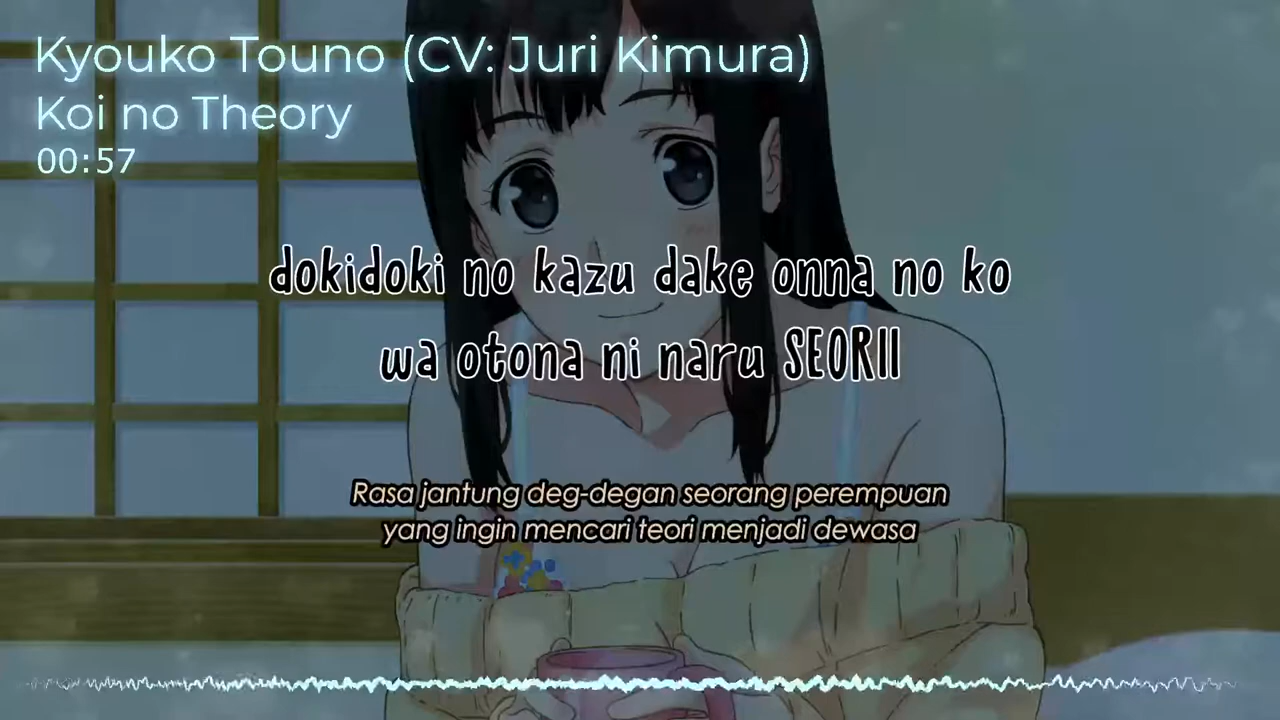 Kyouko Touno (CV: Juri Kimura)
Koi no Theory
00:57
dokidoki no kazu dake onna no ko
wa otona ni naru SEORII
Rasa jantung deg-degan seorang perempuan
yang ingin mencari teori menjadi dewasa